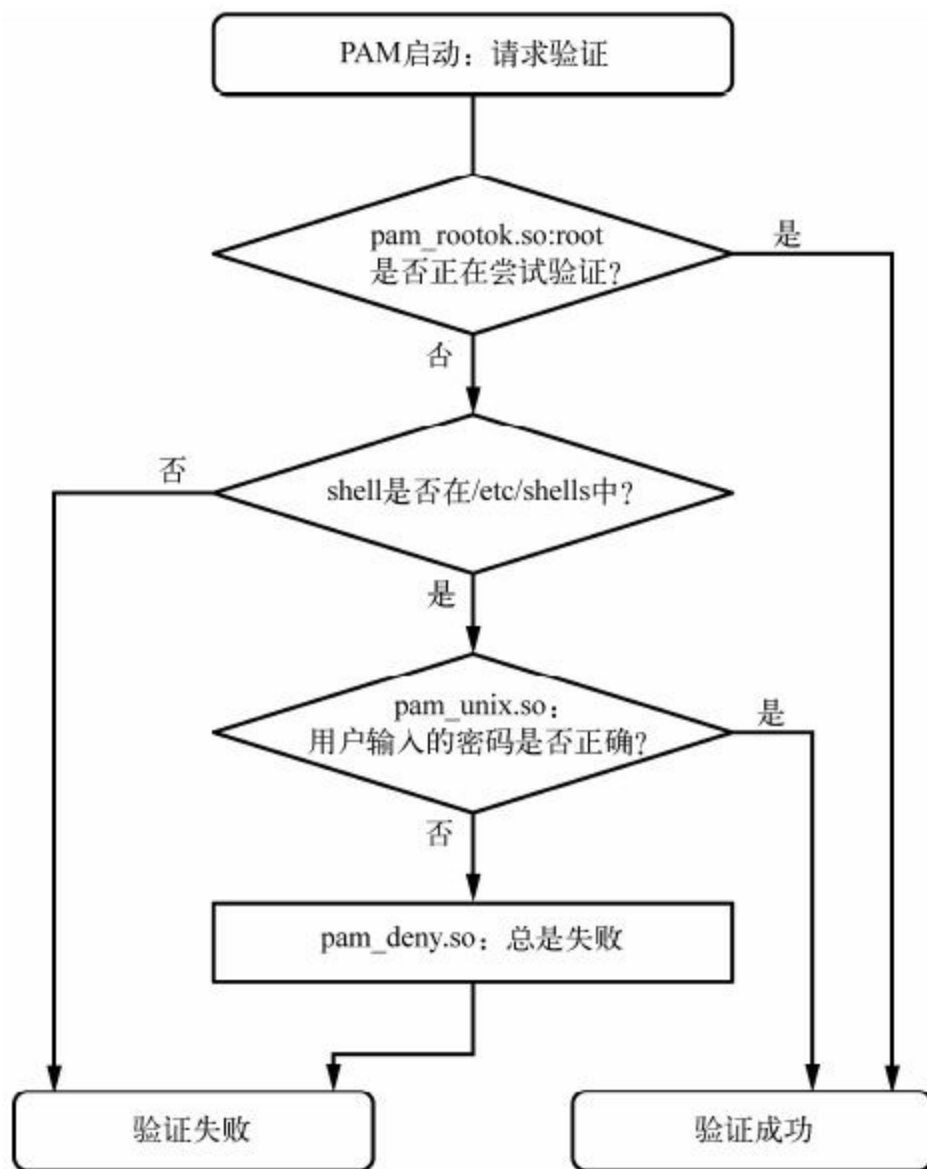 PAM启动：请求验证
pam_rootok.so:root
是否正在尝试验证?
是
否
shell是否在/etc/shells中?
否
是
pam_unix.so：
用户输入的密码是否正确?
是
否
pam_deny.so：总是失败
验证失败
验证成功